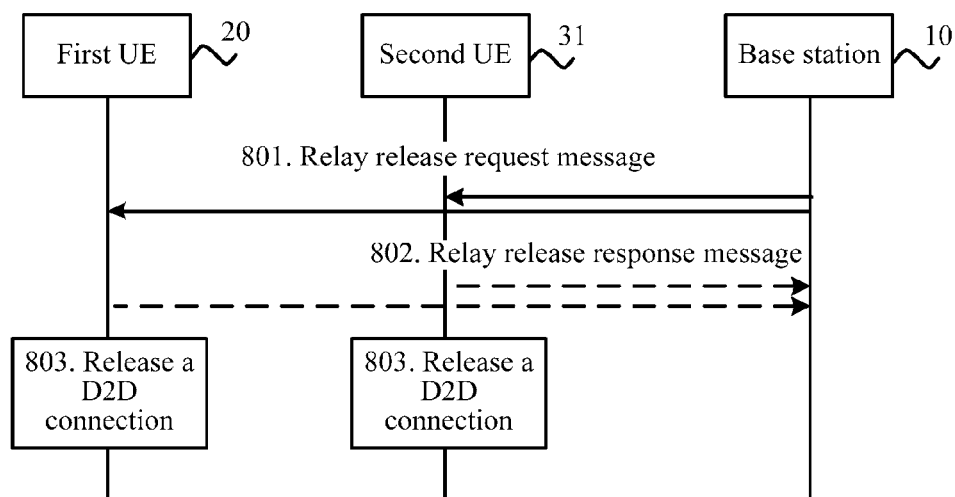 First UE
20
Second UE
31
Base station
10
801. Relay release request message
802. Relay release response message
803. Release a
D2D
connection
803. Release a
D2D
connection